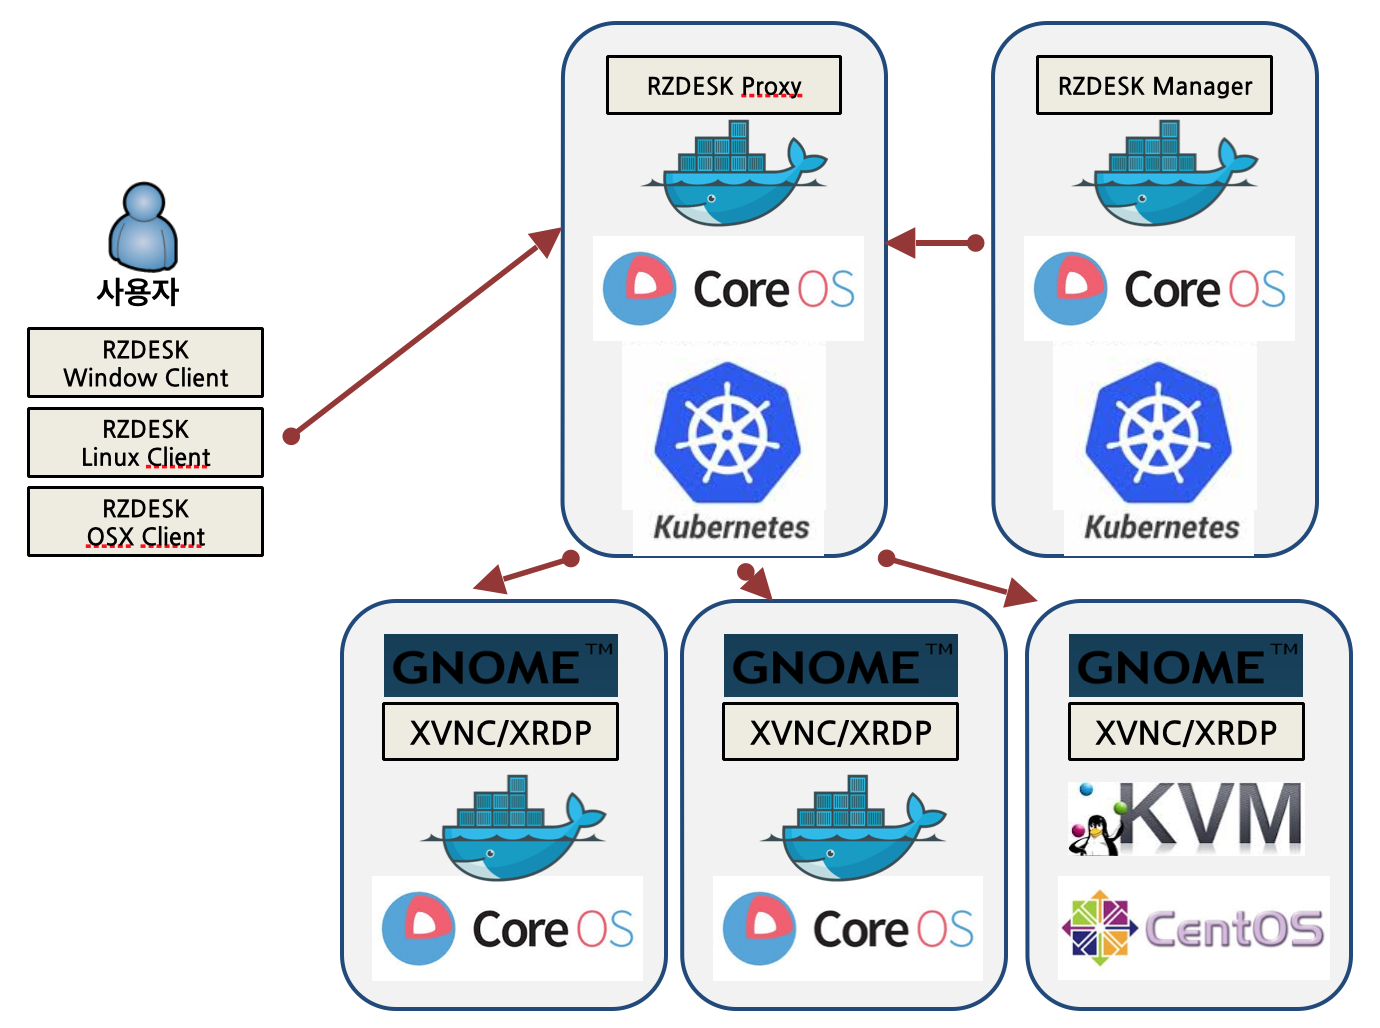 RZDESK Proxy
RZDESK Manager
Core OS
Core OS
Kubernetes
Kubernetes
사용자
RZDESK
Window Client
RZDESK
Linux Client
RZDESK
OSX Client
GNOME™
GNOME™
GNOME™
XVNC/XRDP
XVNC/XRDP
XVNC/XRDP
KVM
Core OS
Core OS
CentOS